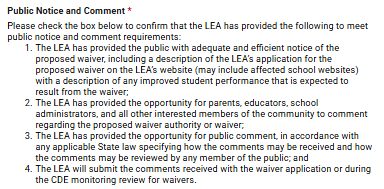 Public Notice and Comment *
Please check the box below to confirm that the LEA has provided the following to meet
public notice and comment requirements:
1. The LEA has provided the public with adequate and efficient notice of the
proposed waiver, including a description of the LEA's application for the
proposed waiver on the LEA's website (may include affected school websites)
with a description of any improved student performance that is expected to
result from the waiver;
2. The LEA has provided the opportunity for parents, educators, school
administrators, and all other interested members of the community to comment
regarding the proposed waiver authority or waiver;
3. The LEA has provided the opportunity for public comment, in accordance with
any applicable State law specifying how the comments may be received and how
the comments may be reviewed by any member of the public; and
4. The LEA will submit the comments received with the waiver application or during
the CDE monitoring review for waivers.